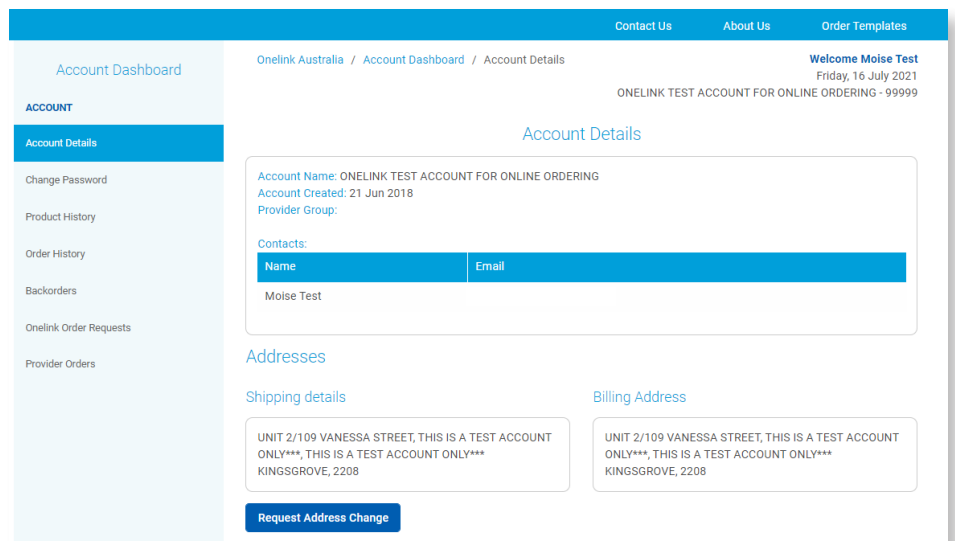 Contact Us About Us Order Templates
Account Dashboard
ACCOUNT
Account Details
Change Password
Product History
Order History
Backorders
Onelink Order Requests
Provider Orders
Onelink Australia / Account Dashboard / Account Details
Welcome Moise Test
Friday, 16 July 2021
ONELINK TEST ACCOUNT FOR ONLINE ORDERING - 99999
Account Details
Account Name: ONELINK TEST ACCOUNT FOR ONLINE ORDERING
Account Created: 21 Jun 2018
Provider Group:
Contacts:
Name Email
Moise Test
Addresses
Shipping details
UNIT 2/109 VANESSA STREET, THIS IS A TEST ACCOUNT
ONLY***, THIS IS A TEST ACCOUNT ONLY***
KINGSGROVE, 2208
Billing Address
UNIT 2/109 VANESSA STREET, THIS IS A TEST ACCOUNT
ONLY***, THIS IS A TEST ACCOUNT ONLY***
KINGSGROVE, 2208
Request Address Change